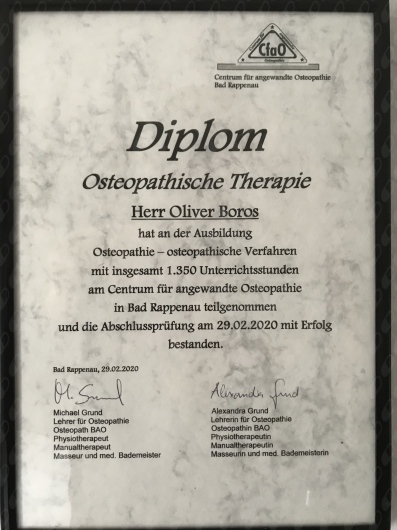 CfaO
Centrum für angewandte Osteopathie
Bad Rappenau
Diplom
Osteopathische Therapie
Herr Oliver Boros
hat an der Ausbildung
Osteopathie – osteopathische Verfahren
mit insgesamt 1.350 Unterrichtsstunden
am Centrum für angewandte Osteopathie
in Bad Rappenau teilgenommen
und die Abschlussprüfung am 29.02.2020 mit Erfolg
bestanden.
Bad Rappenau, 29.02.2020
Alexandra Grund
Michael Grund
Lehrer für Osteopathie
Osteopath BAO
Physiotherapeut
Manualtherapeut
Masseur und med. Bademeister
Alexandra Grund
Lehrerin für Osteopathie
Osteopathin BAO
Physiotherapeutin
Manualtherapeutin
Masseurin und med. Bademeisterin